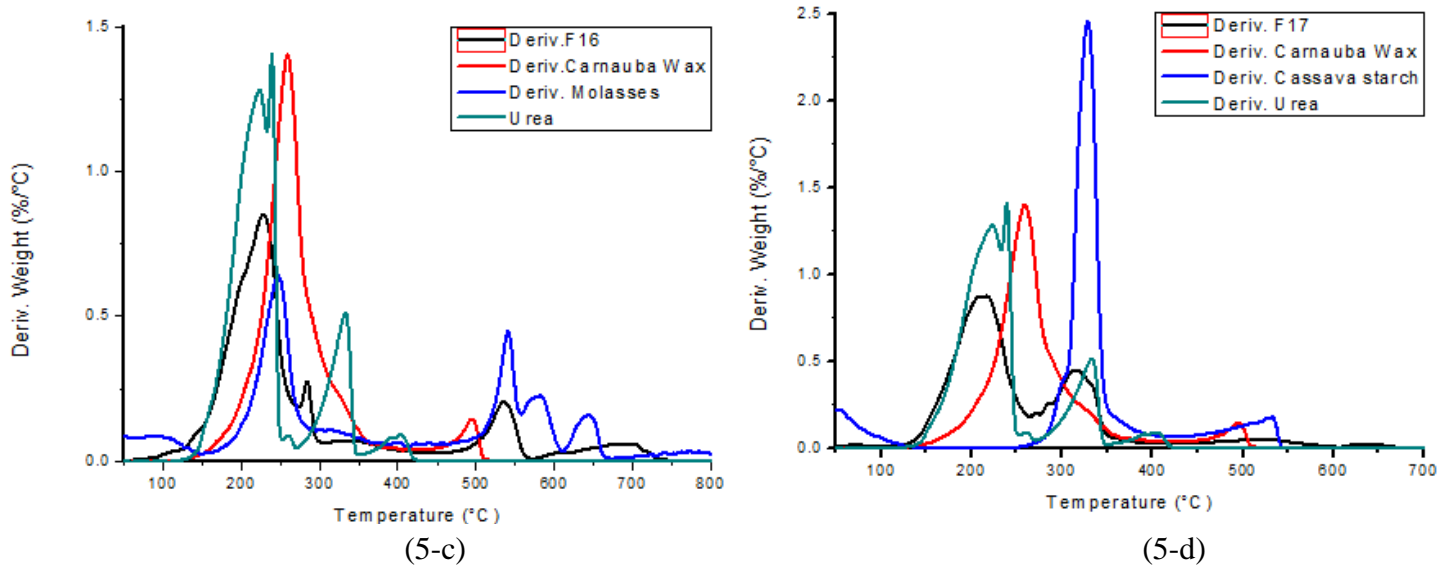 Deriv.F16
Deriv.Carnauba Wax
Deriv. Molasses
Urea
Deriv. Weight (%/°C)
1.5
1.0
0.5
0.0
100 200 300 400 500 600 700 800
Temperature (°C)
(5-c)
Deriv. F17
Deriv. Carnauba Wax
Deriv. Cassava starch
Deriv. Urea
Deriv. Weight (%/°C)
2.5
2.0
1.5
1.0
0.5
0.0
100 200 300 400 500 600 700
Temperature (°C)
(5-d)